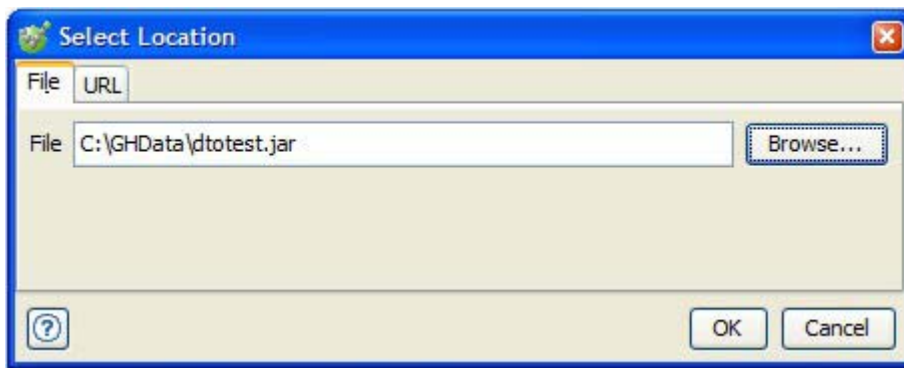 Select Location
File URL
File C:\GHData\dtotest.jar Browse...
? OK Cancel